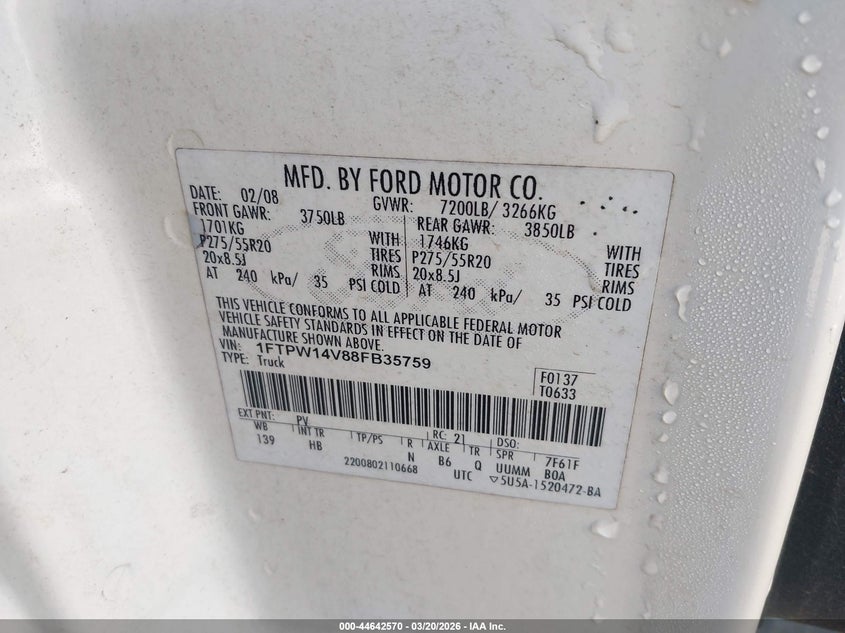 MFD. BY FORD MOTOR CO.
DATE: 02/08 GVWR: 7200LB/ 3266KG
FRONT GAWR: 3750LB REAR GAWR: 3850LB
1701KG WITH 1746KG WITH
P275/55R20 TIRES P275/55R20 TIRES
20x8.5J RIMS 20x8.5J RIMS
AT 240 kPa/ 35 PSI COLD AT 240 kPa/ 35 PSI COLD
THIS VEHICLE CONFORMS TO ALL APPLICABLE FEDERAL MOTOR
VEHICLE SAFETY STANDARDS IN EFFECT ON THE DATE OF
MANUFACTURE SHOWN ABOVE.
VIN: 1FTPW14V88FB35759
TYPE: Truck
F0137
T0633
EXT PNT: PV RC: 21 DSO:
WB INT TR TP/PS R AXLE TR SPR 7F61F
139 HB N B6 Q UUMM BOA
2200802110668 UTC ▽5U5A-1520472-BA
000-44642570 - 03/20/2026 - IAA Inc.